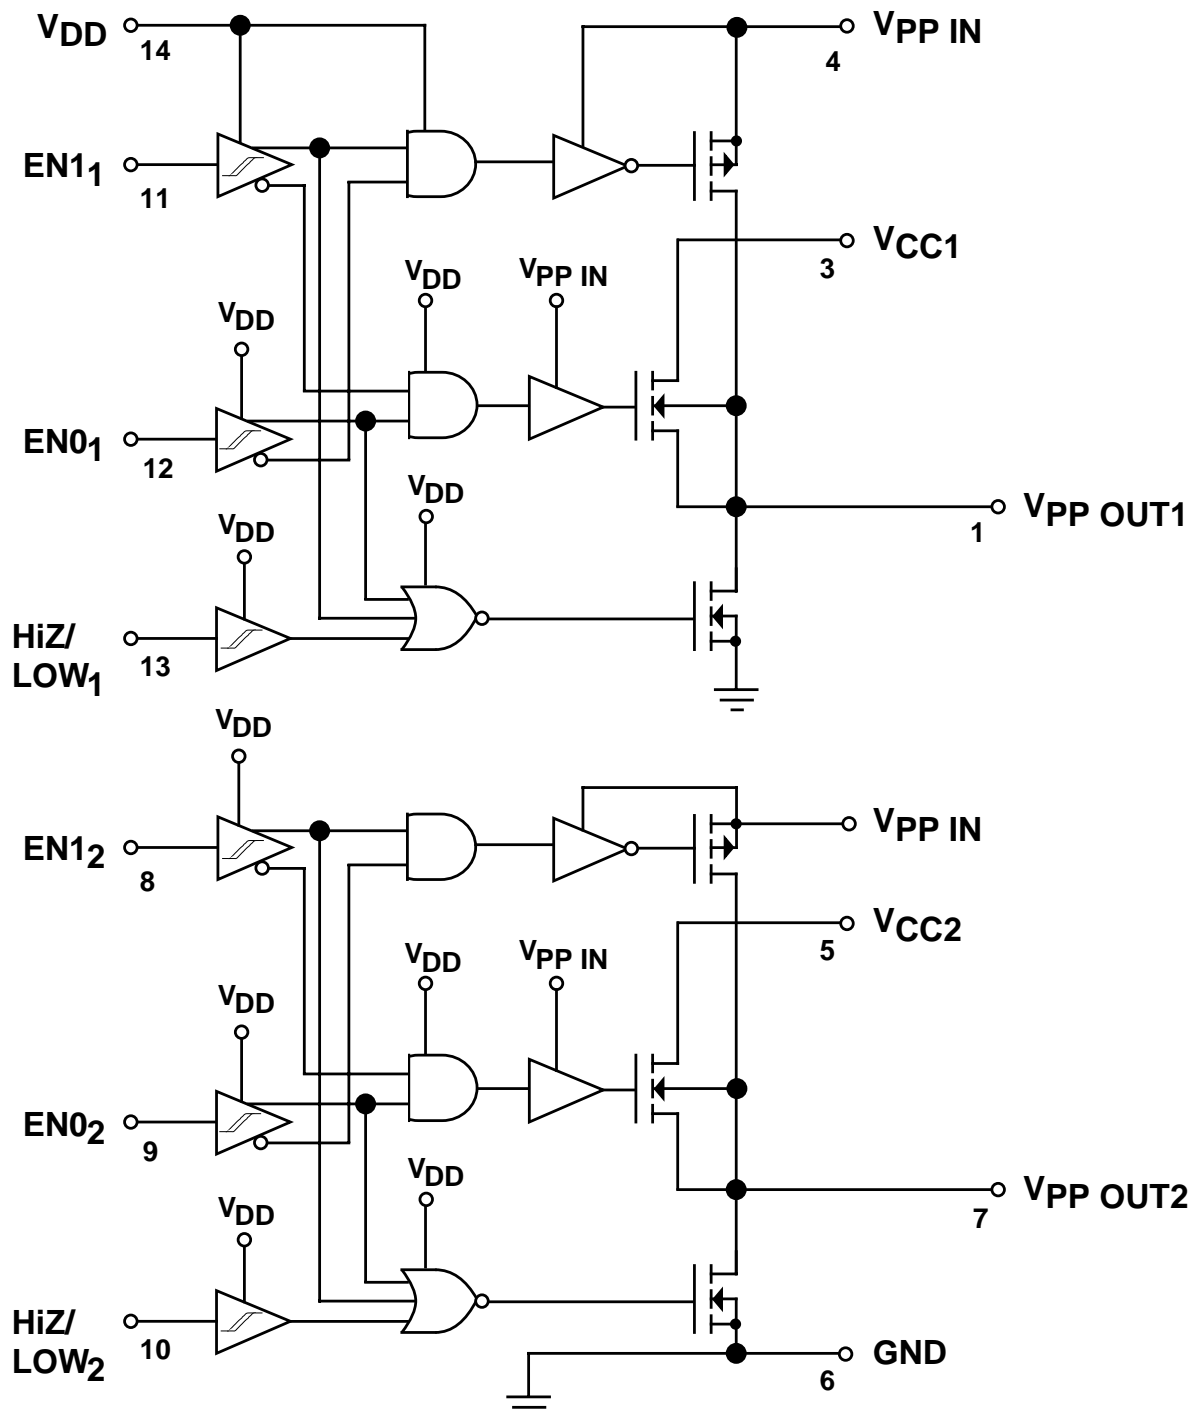 VDD
14
VPP IN
4
EN11
11
VCC1
3
VDD
VPP IN
VDD
EN01
12
VDD
VDD
VPP OUT1
1
HiZ/
LOW1
13
VDD
EN12
8
VPP IN
VCC2
5
VDD
VPP IN
VDD
EN02
9
VDD
VDD
VPP OUT2
7
HiZ/
LOW2
10
GND
6